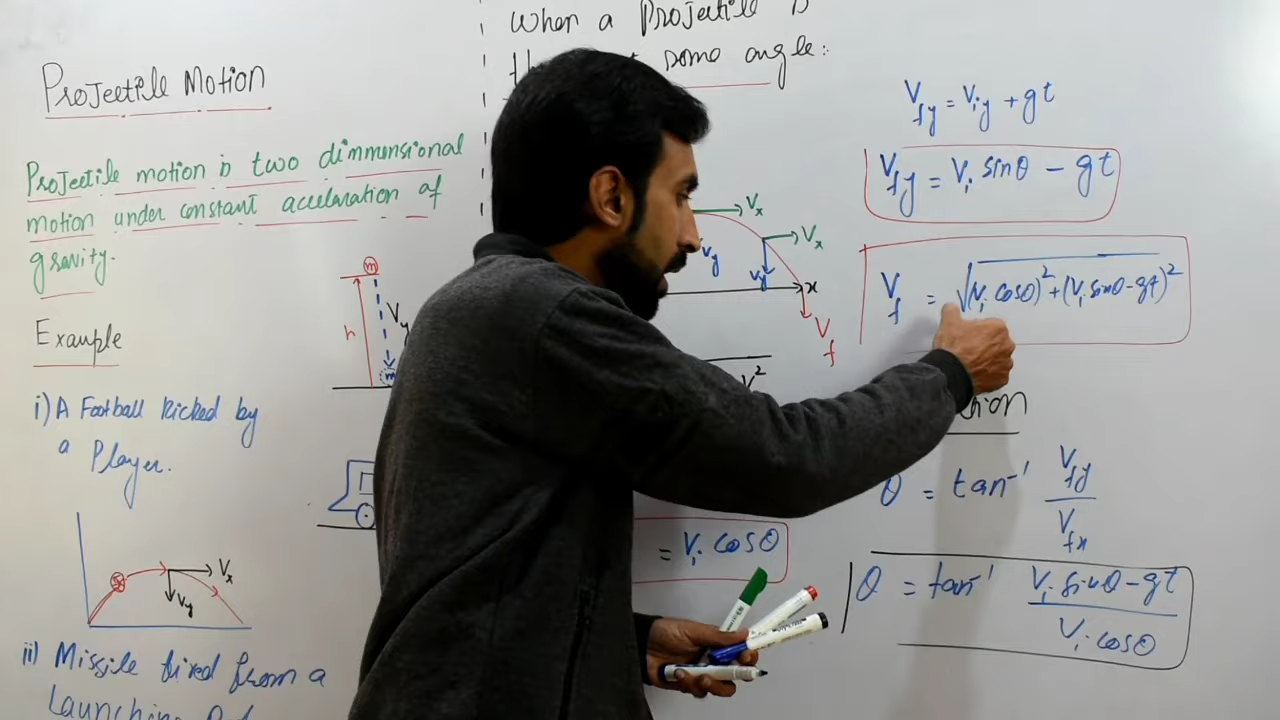 Projectile Motion
Projectile motion is two dimmensional
motion under constant accelaration of
gravity.
Example
i) A Football Kicked by
a Player.
Vx
Vy
ii) Missile fired from a
Launching
m
h
Vy
m
When a Projectile is
some angle:
Vx
Vx
Vy
Vy
x
Vf
= Vi cosθ
Vfy = Viy + gt
Vfy = Vi sinθ - gt
Vf = √(Vi cosθ)² + (Vi sinθ - gt)²
θ = tan⁻¹ Vfy / Vfx
θ = tan⁻¹ Vi sinθ - gt / Vi cosθ